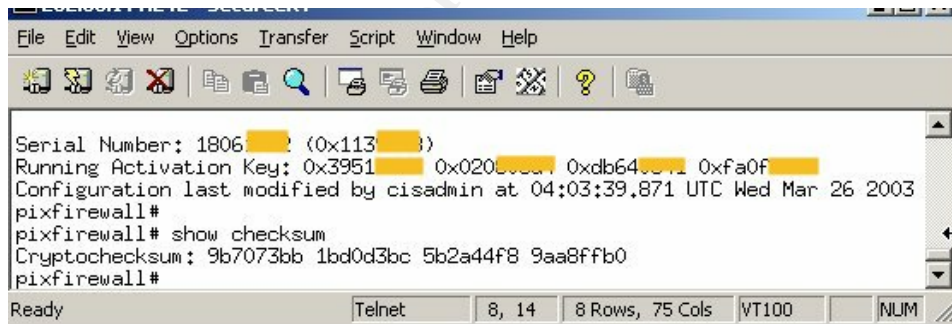 File Edit View Options Transfer Script Window Help
Serial Number: 1806 (0x113
Running Activation Key: 0x3951 0x020 0xdb64 0xfa0f
Configuration last modified by cisadmin at 04:03:39.871 UTC Wed Mar 26 2003
pixfirewall#
pixfirewall# show checksum
Cryptochecksum: 9b7073bb 1bd0d3bc 5b2a44f8 9aa8ffb0
pixfirewall#
Ready Telnet 8, 14 8 Rows, 75 Cols VT100 NUM